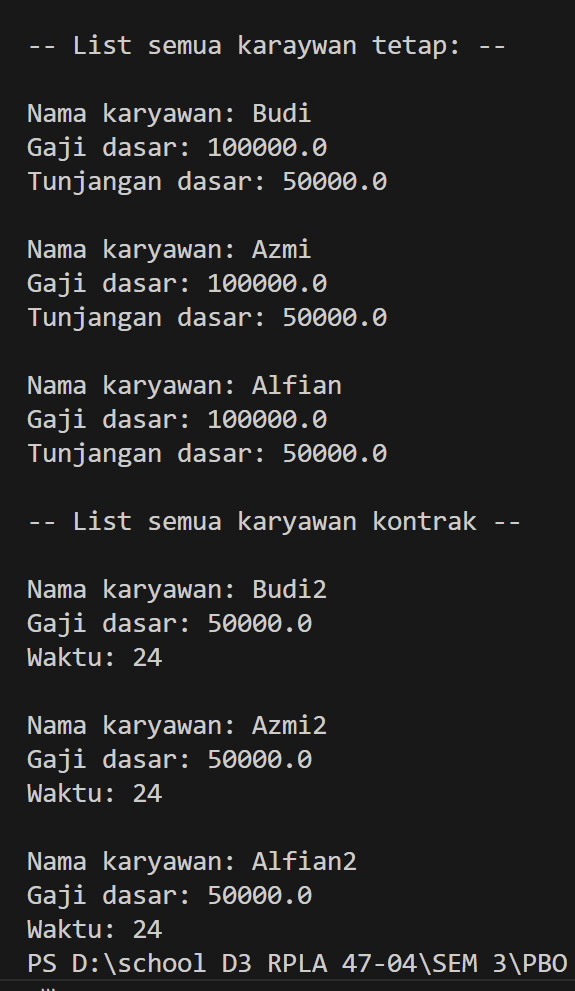 -- List semua karaywan tetap: --
Nama karyawan: Budi
Gaji dasar: 100000.0
Tunjangan dasar: 50000.0
Nama karyawan: Azmi
Gaji dasar: 100000.0
Tunjangan dasar: 50000.0
Nama karyawan: Alfian
Gaji dasar: 100000.0
Tunjangan dasar: 50000.0
-- List semua karyawan kontrak --
Nama karyawan: Budi2
Gaji dasar: 50000.0
Waktu: 24
Nama karyawan: Azmi2
Gaji dasar: 50000.0
Waktu: 24
Nama karyawan: Alfian2
Gaji dasar: 50000.0
Waktu: 24
PS D:\school D3 RPLA 47-04\SEM 3\PBO